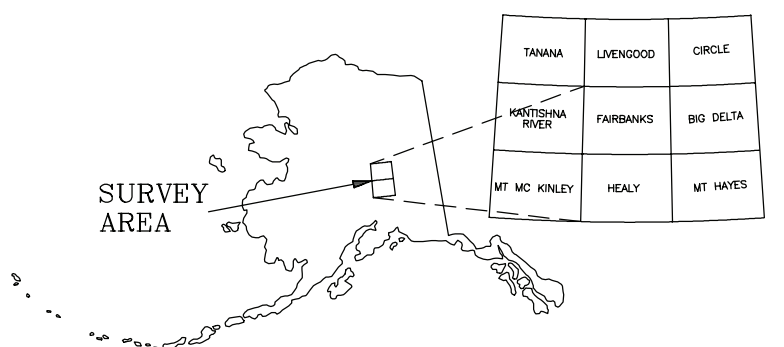 TANANA
LIVENGOOD
CIRCLE
KANTISHNA
RIVER
FAIRBANKS
BIG DELTA
MT MC KINLEY
HEALY
MT HAYES
SURVEY
AREA